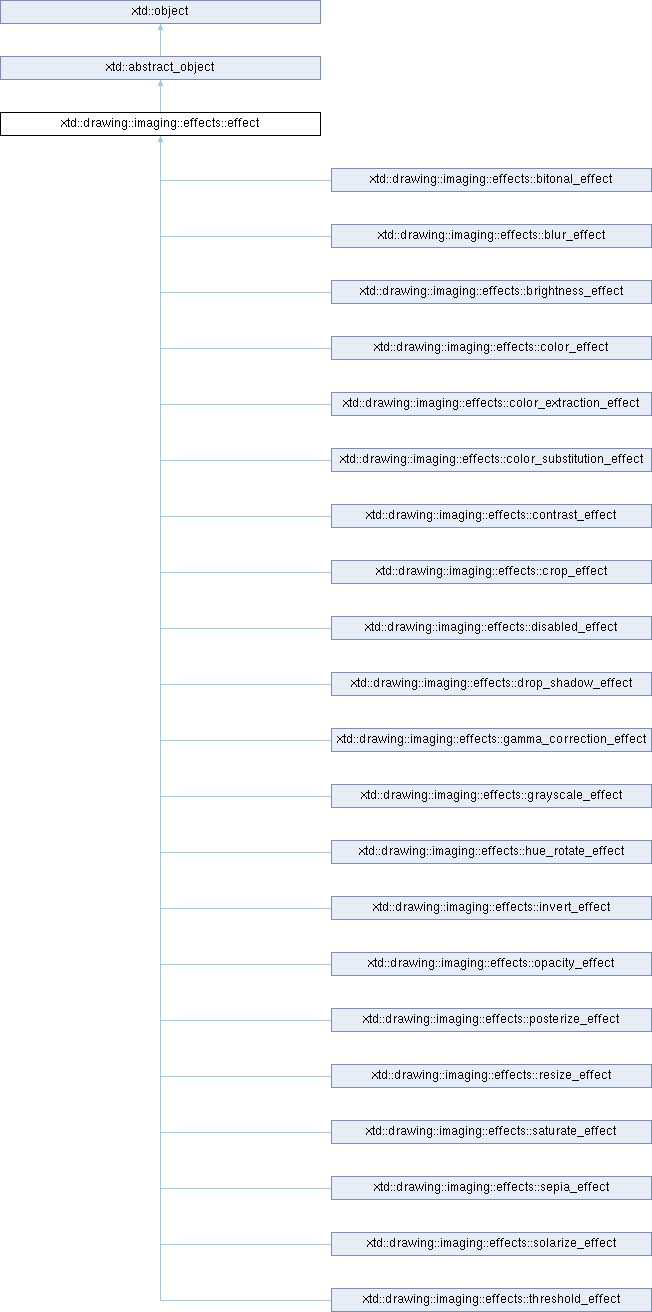 xtd::object
xtd::abstract_object
xtd::drawing::imaging::effects::effect
xtd::drawing::imaging::effects::bitonal_effect
xtd::drawing::imaging::effects::blur_effect
xtd::drawing::imaging::effects::brightness_effect
xtd::drawing::imaging::effects::color_effect
xtd::drawing::imaging::effects::color_extraction_effect
xtd::drawing::imaging::effects::color_substitution_effect
xtd::drawing::imaging::effects::contrast_effect
xtd::drawing::imaging::effects::crop_effect
xtd::drawing::imaging::effects::disabled_effect
xtd::drawing::imaging::effects::drop_shadow_effect
xtd::drawing::imaging::effects::gamma_correction_effect
xtd::drawing::imaging::effects::grayscale_effect
xtd::drawing::imaging::effects::hue_rotate_effect
xtd::drawing::imaging::effects::invert_effect
xtd::drawing::imaging::effects::opacity_effect
xtd::drawing::imaging::effects::posterize_effect
xtd::drawing::imaging::effects::resize_effect
xtd::drawing::imaging::effects::saturate_effect
xtd::drawing::imaging::effects::sepia_effect
xtd::drawing::imaging::effects::solarize_effect
xtd::drawing::imaging::effects::threshold_effect